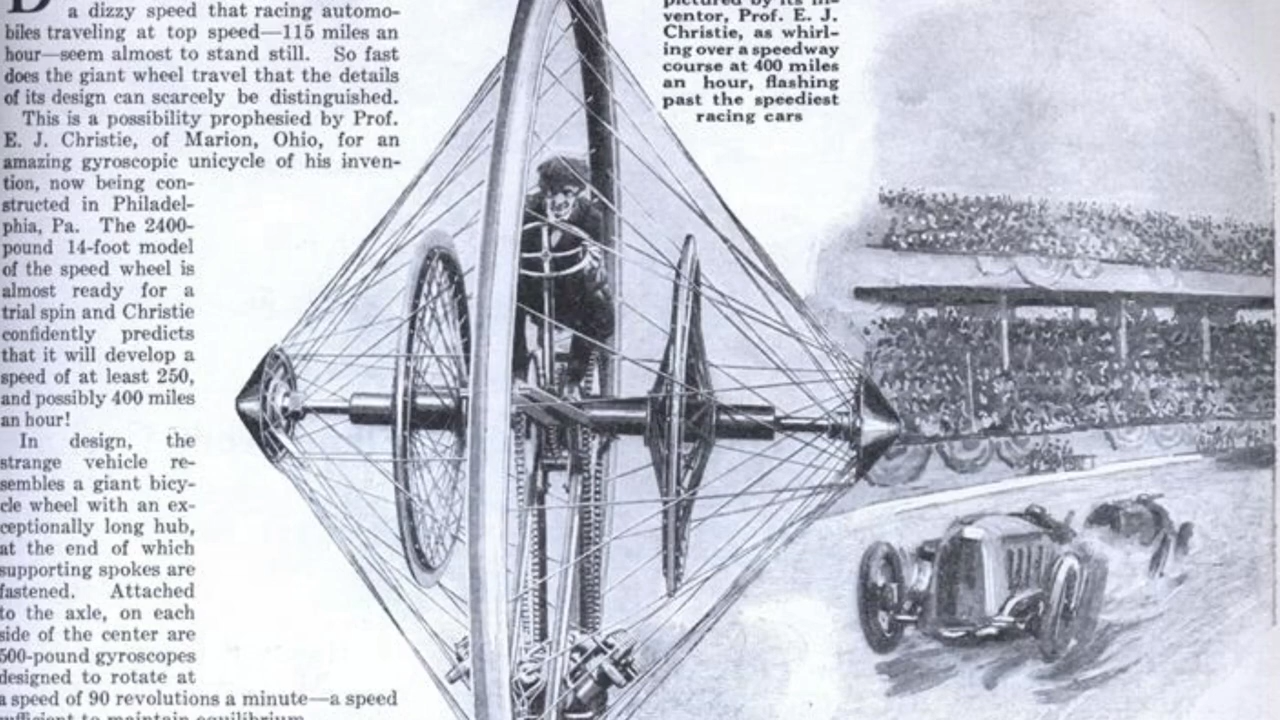 a dizzy speed that racing automo-
biles traveling at top speed—115 miles an
hour—seem almost to stand still. So fast
does the giant wheel travel that the details
of its design can scarcely be distinguished.
This is a possibility prophesied by Prof.
E. J. Christie, of Marion, Ohio, for an
amazing gyroscopic unicycle of his inven-
tion, now being con-
structed in Philadel-
phia, Pa. The 2400-
pound 14-foot model
of the speed wheel is
almost ready for a
trial spin and Christie
confidently predicts
that it will develop a
speed of at least 250,
and possibly 400 miles
an hour!
In design, the
strange vehicle re-
sembles a giant bicy-
cle wheel with an ex-
ceptionally long hub,
at the end of which
supporting spokes are
fastened. Attached
to the axle, on each
side of the center are
500-pound gyroscopes
designed to rotate at
a speed of 90 revolutions a minute—a speed
sufficient to maintain equilibrium
pictured by its in-
ventor, Prof. E. J.
Christie, as whirl-
ing over a speedway
course at 400 miles
an hour, flashing
past the speediest
racing cars